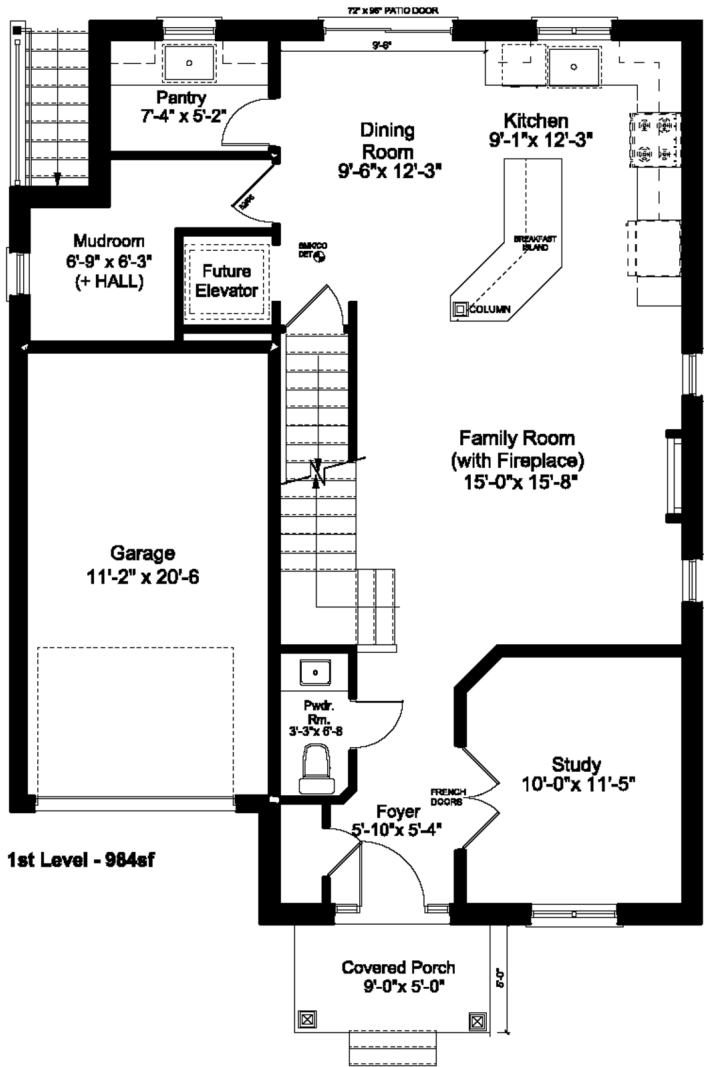 72" x 96" PATIO DOOR
9'-6"
Pantry
7'-4" x 5'-2"
Dining
Room
9'-6"x 12'-3"
Kitchen
9'-1"x 12'-3"
Mudroom
6'-9" x 6'-3"
(+ HALL)
Future
Elevator
SMK/CO
DET
BREAKFAST
ISLAND
COLUMN
Family Room
(with Fireplace)
15'-0"x 15'-8"
Garage
11'-2" x 20'-6
Pwdr.
Rm.
3'-3"x 6'-8
Study
10'-0"x 11'-5"
FRENCH
DOORS
Foyer
5'-10"x 5'-4"
1st Level - 984sf
Covered Porch
9'-0"x 5'-0"
5'-0"